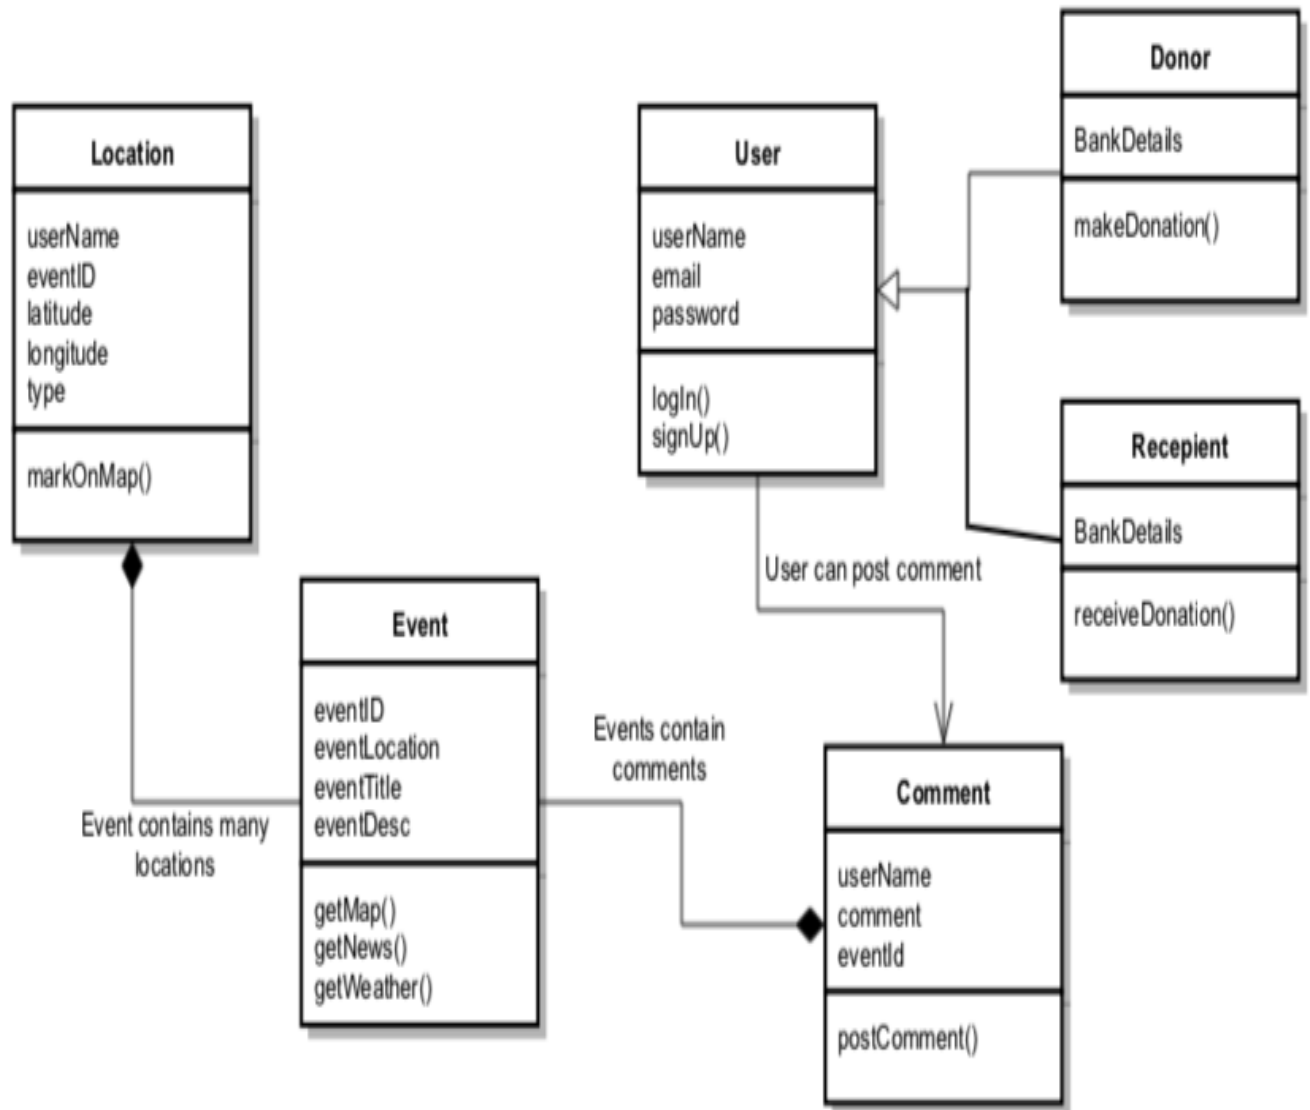 Donor
BankDetails
makeDonation()
Location
userName
eventID
latitude
longitude
type
markOnMap()
User
userName
email
password
logIn()
signUp()
Recepient
BankDetails
receiveDonation()
User can post comment
Event
eventID
eventLocation
eventTitle
eventDesc
getMap()
getNews()
getWeather()
Event contains many
locations
Events contain
comments
Comment
userName
comment
eventId
postComment()